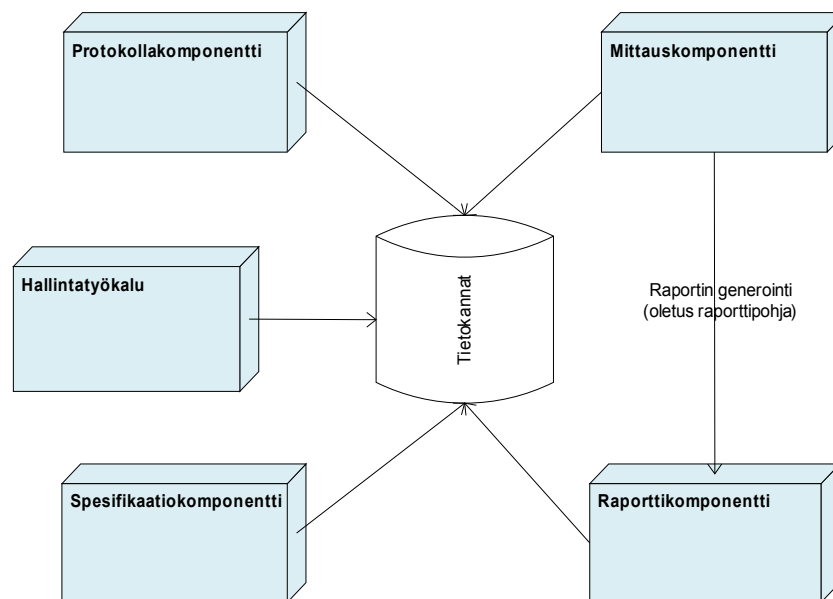 Protokollakomponentti
Mittauskomponentti
Hallintatyökalu
Tietokannat
Raportin generointi
(oletus raporttipohja)
Spesifikaatiokomponentti
Raporttikomponentti